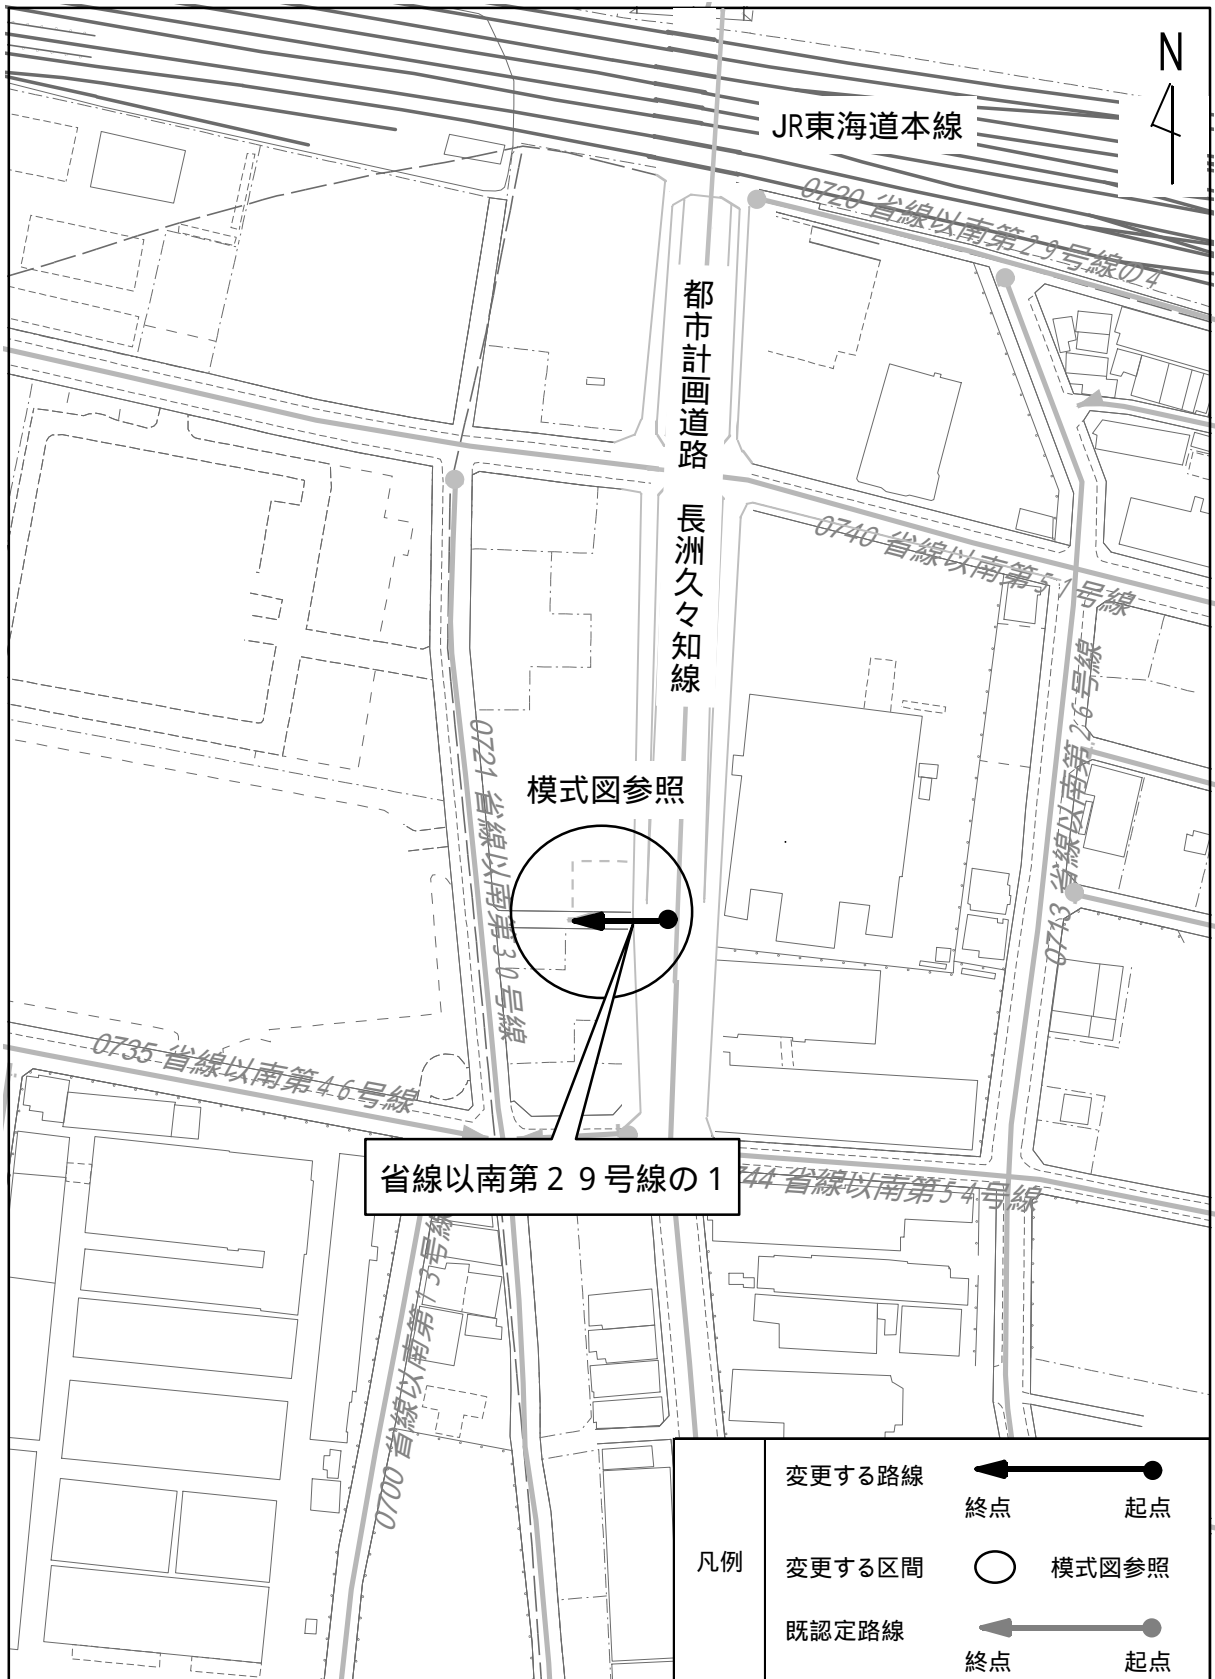 N
JR東海道本線
0720 省線以南第29号線の4
都市計画道路 長洲久々知線
0740 省線以南第51号線
0713 省線以南第26号線
0721 省線以南第30号線
模式図参照
0735 省線以南第46号線
省線以南第29号線の1
744 省線以南第54号線
0700 省線以南第13号線
凡例
変更する路線
終点 起点
変更する区間 模式図参照
既認定路線
終点 起点